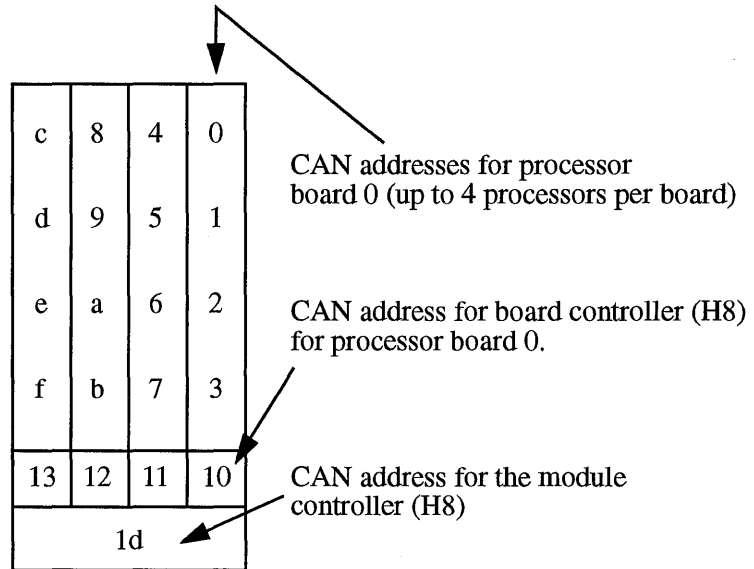 c 8 4 0
d 9 5 1
e a 6 2
f b 7 3
13 12 11 10
1d
CAN addresses for processor
board 0 (up to 4 processors per board)
CAN address for board controller (H8)
for processor board 0.
CAN address for the module
controller (H8)